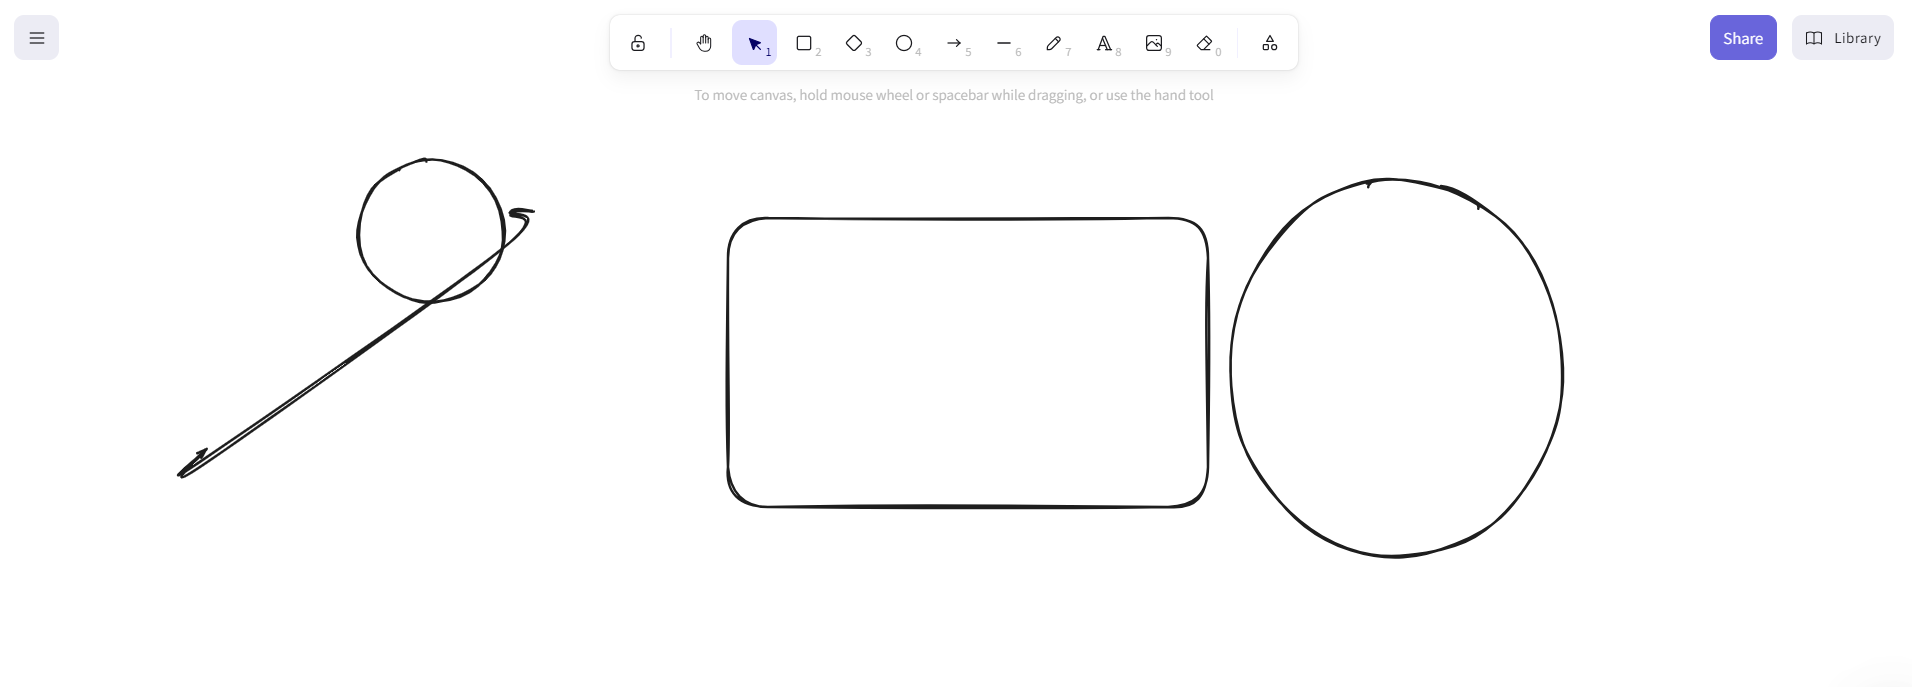 1 2 3 4 5 6 7 8 9 0
Share
Library
To move canvas, hold mouse wheel or spacebar while dragging, or use the hand tool